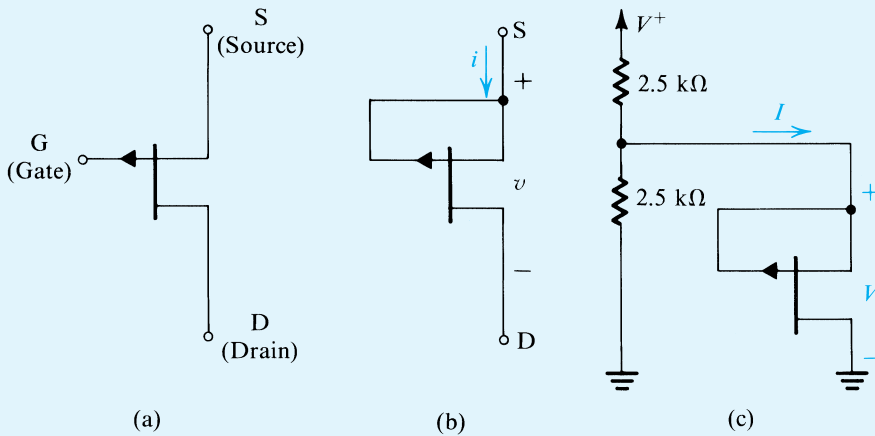 S
(Source)
G
(Gate)
D
(Drain)
(a)
S
i
+
v
−
D
(b)
V⁺
2.5 kΩ
I
2.5 kΩ
+
V
−
(c)